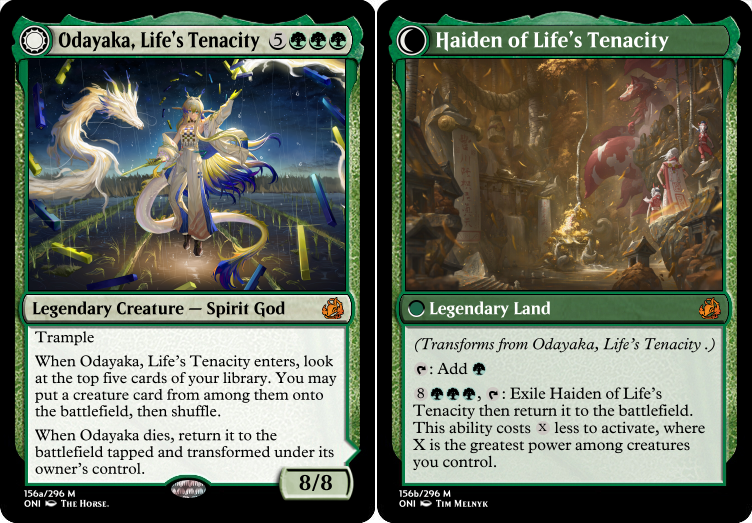 Odayaka, Life's Tenacity 5
Legendary Creature — Spirit God
Trample
When Odayaka, Life's Tenacity enters, look
at the top five cards of your library. You may
put a creature card from among them onto
the battlefield, then shuffle.
When Odayaka dies, return it to the
battlefield tapped and transformed under its
owner's control.
8/8
156a/296 M
ONI The Horse.
Haiden of Life's Tenacity
Legendary Land
(Transforms from Odayaka, Life's Tenacity .)
: Add
8 , : Exile Haiden of Life's
Tenacity then return it to the battlefield.
This ability costs X less to activate, where
X is the greatest power among creatures
you control.
156b/296 M
ONI Tim Melnyk